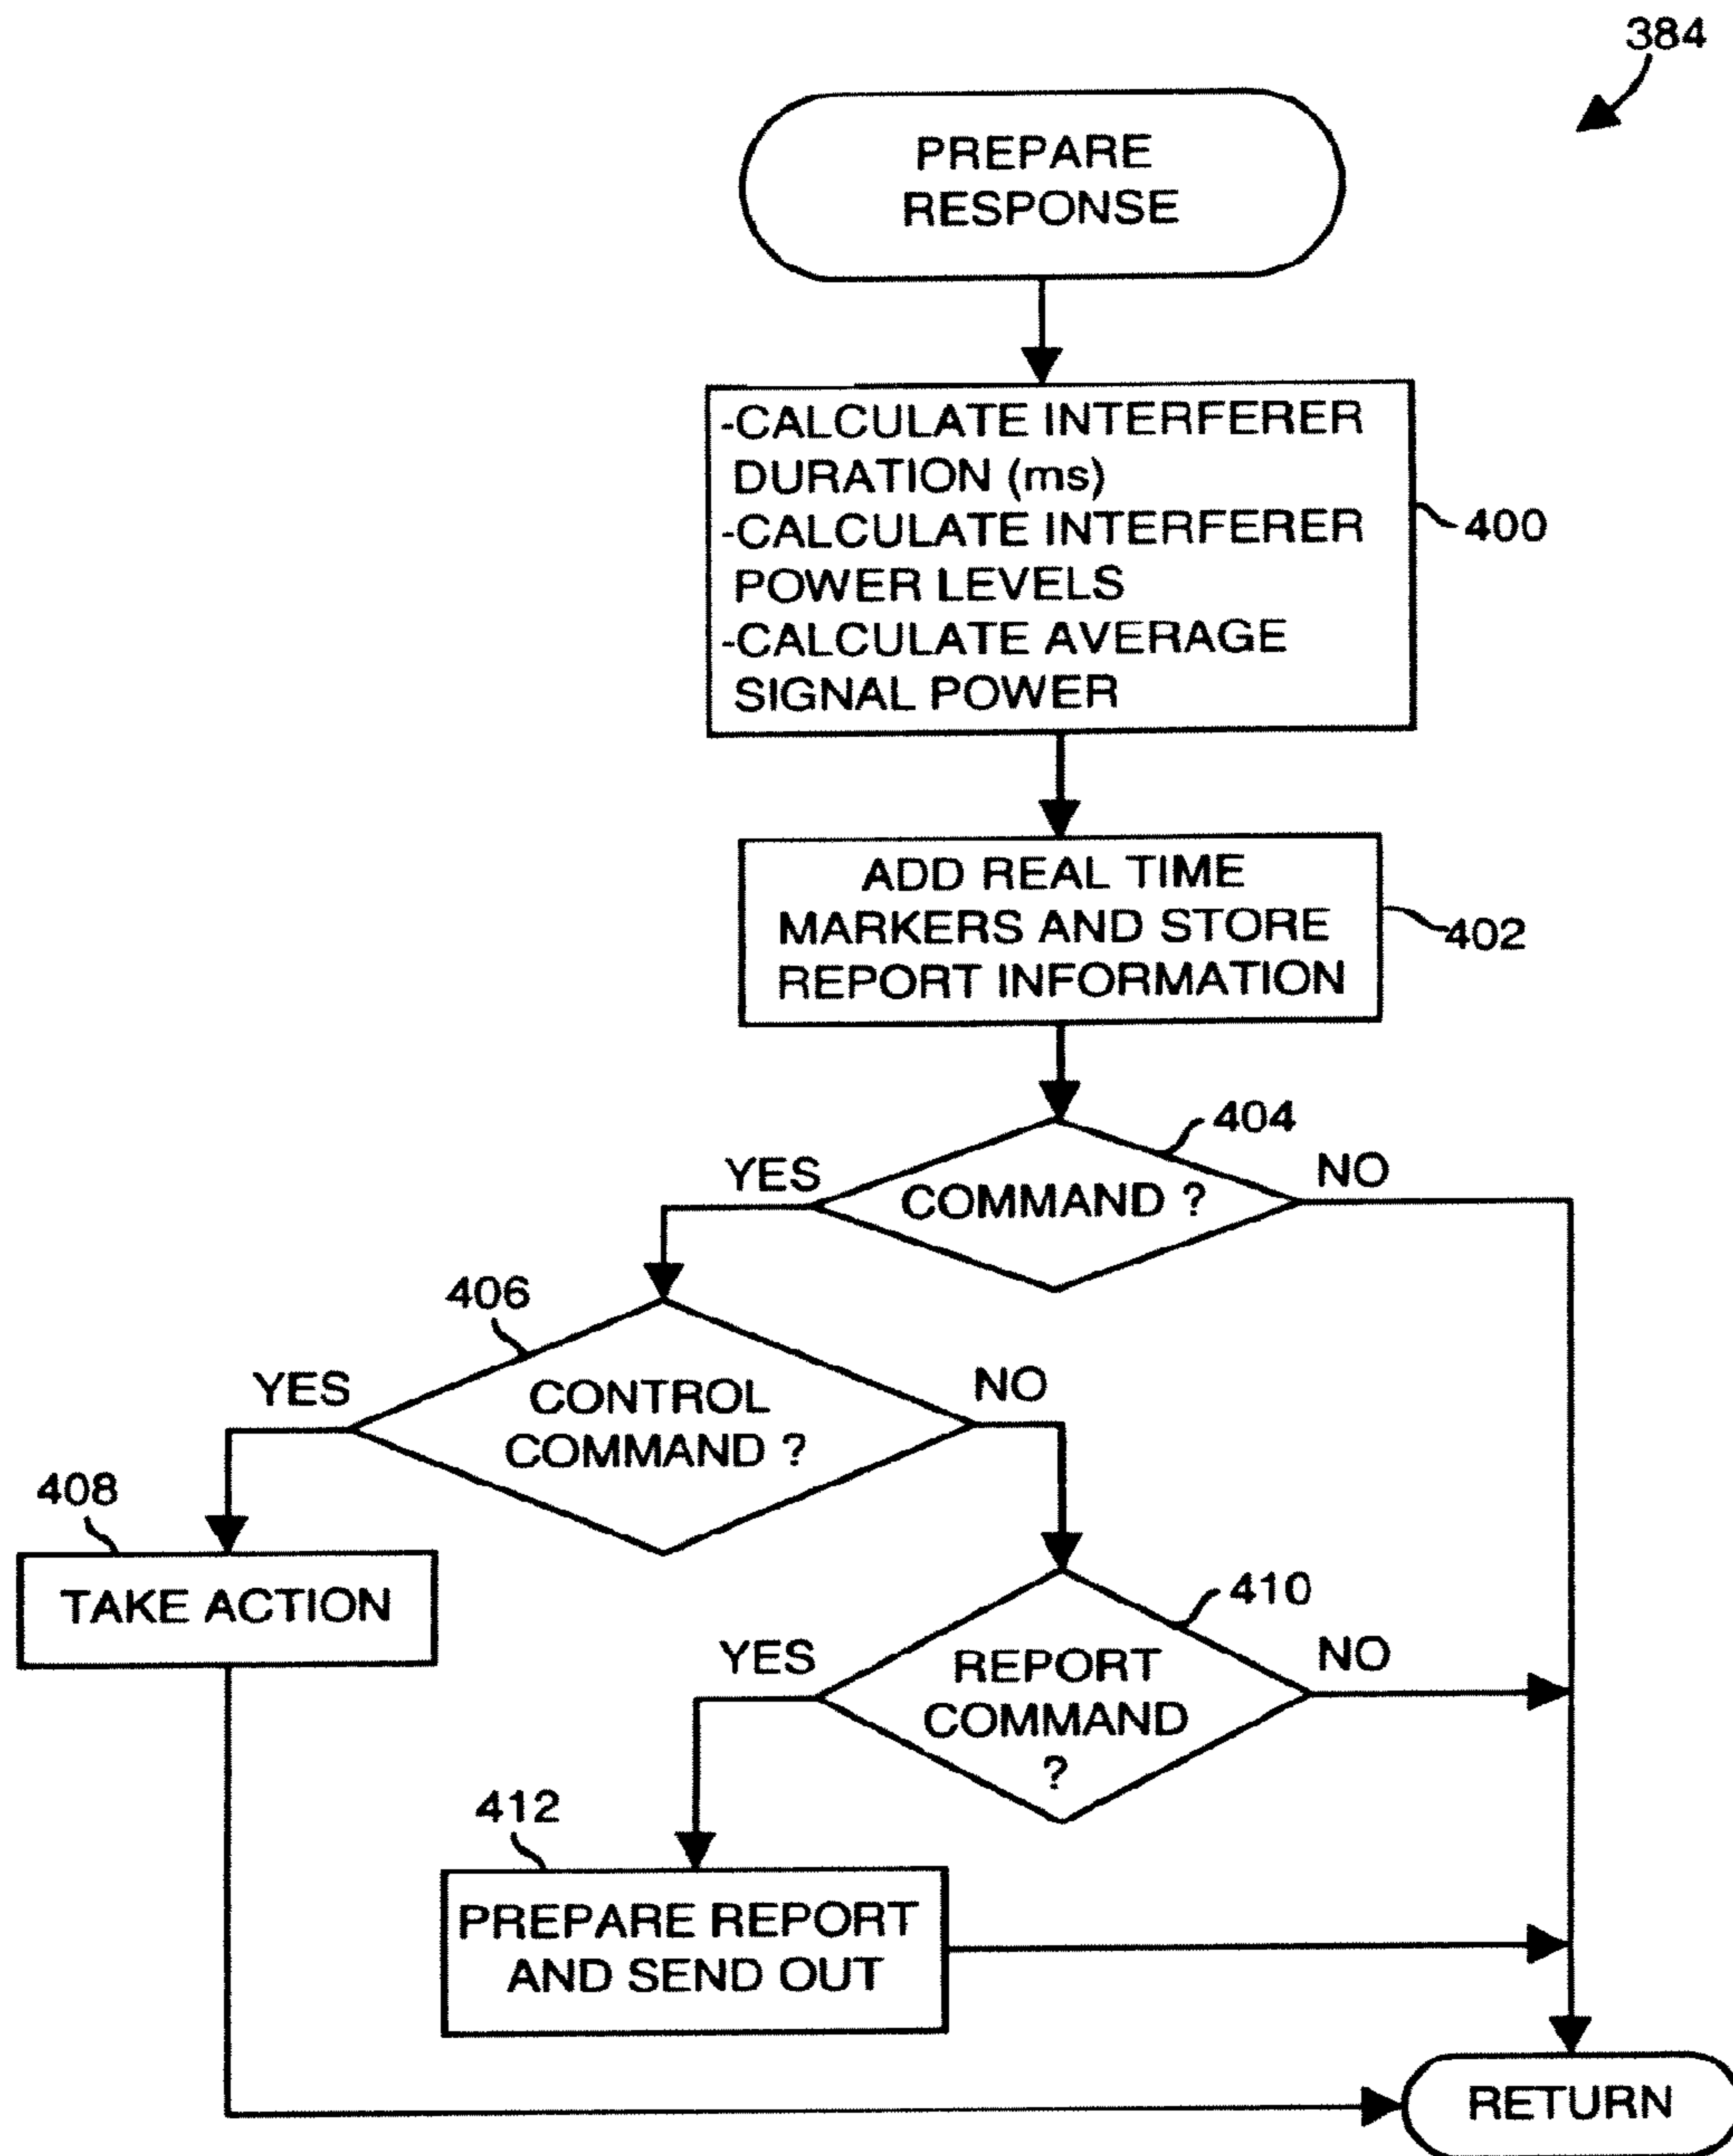 384
PREPARE
RESPONSE
-CALCULATE INTERFERER
DURATION (ms)
-CALCULATE INTERFERER
POWER LEVELS
-CALCULATE AVERAGE
SIGNAL POWER
400
ADD REAL TIME
MARKERS AND STORE
REPORT INFORMATION
402
404
YES
COMMAND ?
NO
406
YES
CONTROL
COMMAND ?
NO
408
TAKE ACTION
410
YES
REPORT
COMMAND
?
NO
412
PREPARE REPORT
AND SEND OUT
RETURN